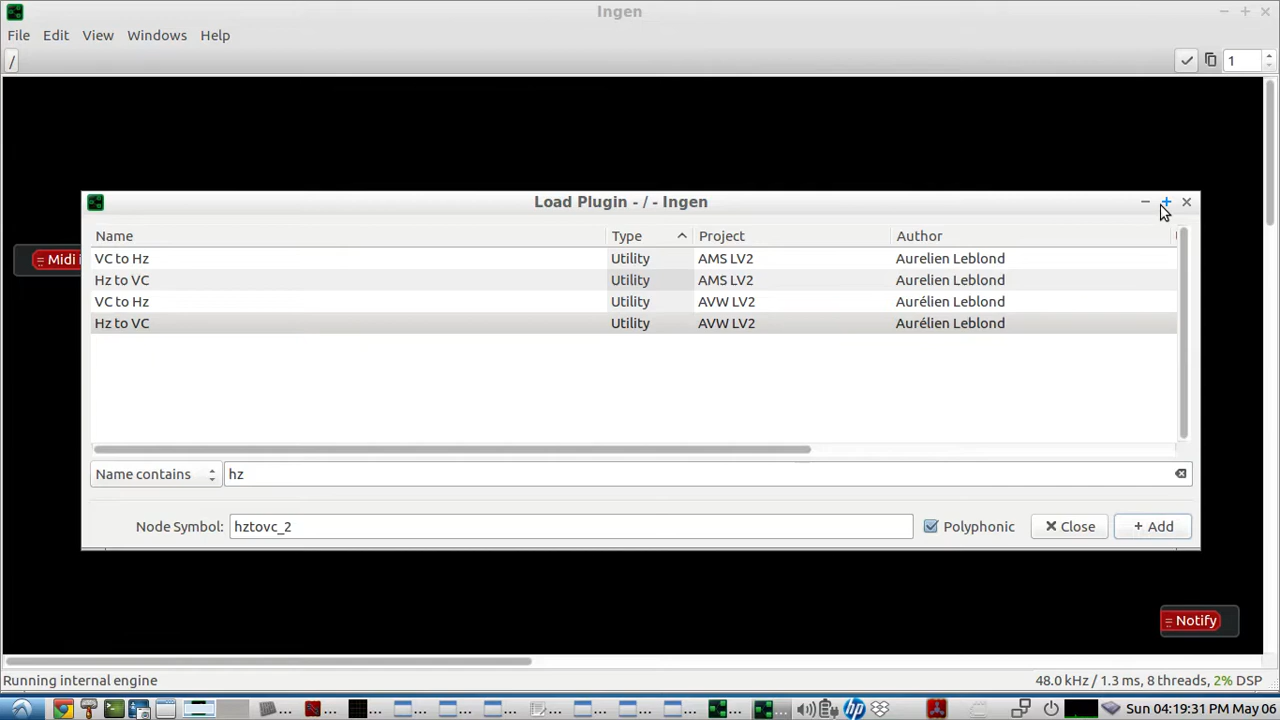 Ingen
File Edit View Windows Help
/ 1
Load Plugin - / - Ingen
Name Type Project Author
VC to Hz Utility AMS LV2 Aurelien Leblond
Hz to VC Utility AMS LV2 Aurelien Leblond
VC to Hz Utility AVW LV2 Aurélien Leblond
Hz to VC Utility AVW LV2 Aurélien Leblond
Midi
Name contains hz
Node Symbol: hztovc_2 Polyphonic Close + Add
Notify
Running internal engine 48.0 kHz / 1.3 ms, 8 threads, 2% DSP
Sun 04:19:31 PM May 06